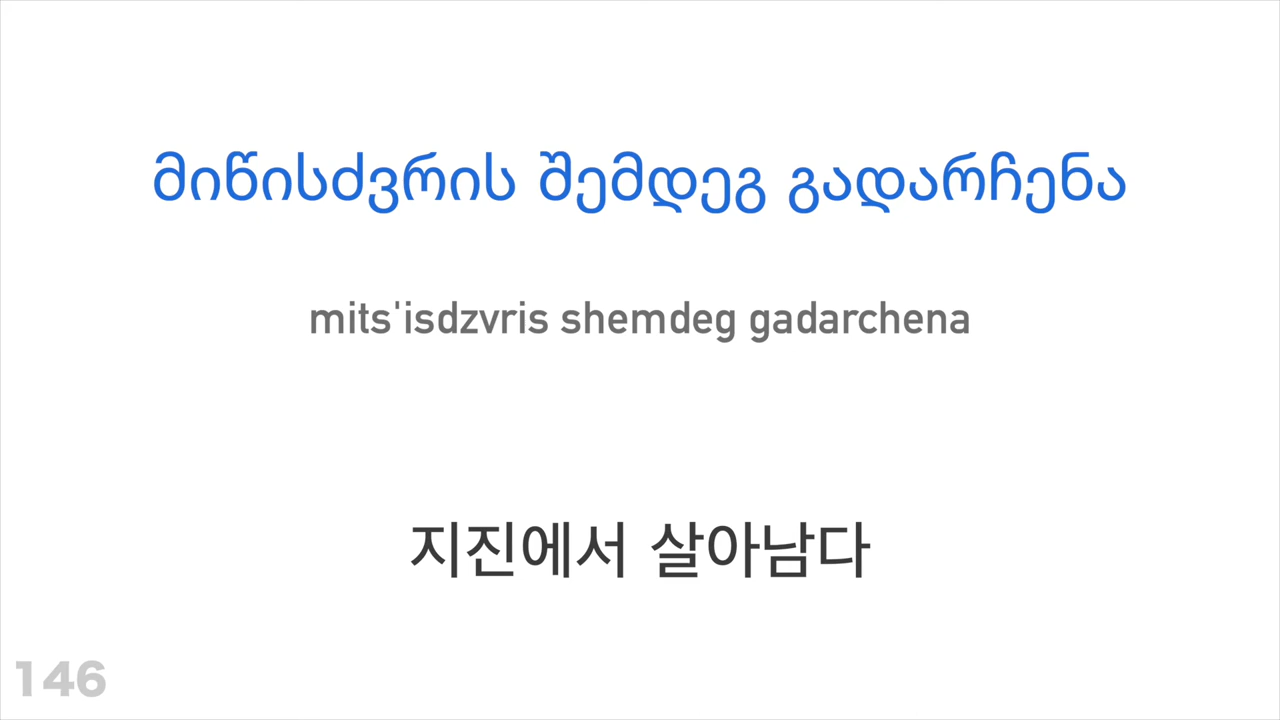 მიწისძვრის შემდეგ გადარჩენა
mits'isdzvris shemdeg gadarchena
지진에서 살아남다
146